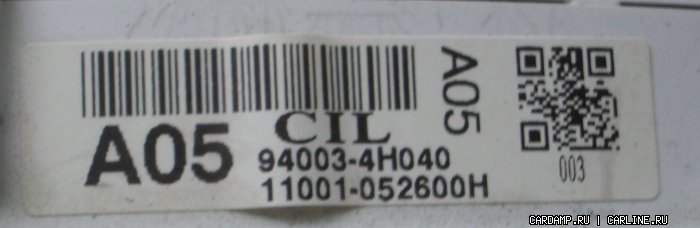 A05
CIL
94003-4H040
11001-052600H
A05
003
CARDAMP.RU | CARLINE.RU